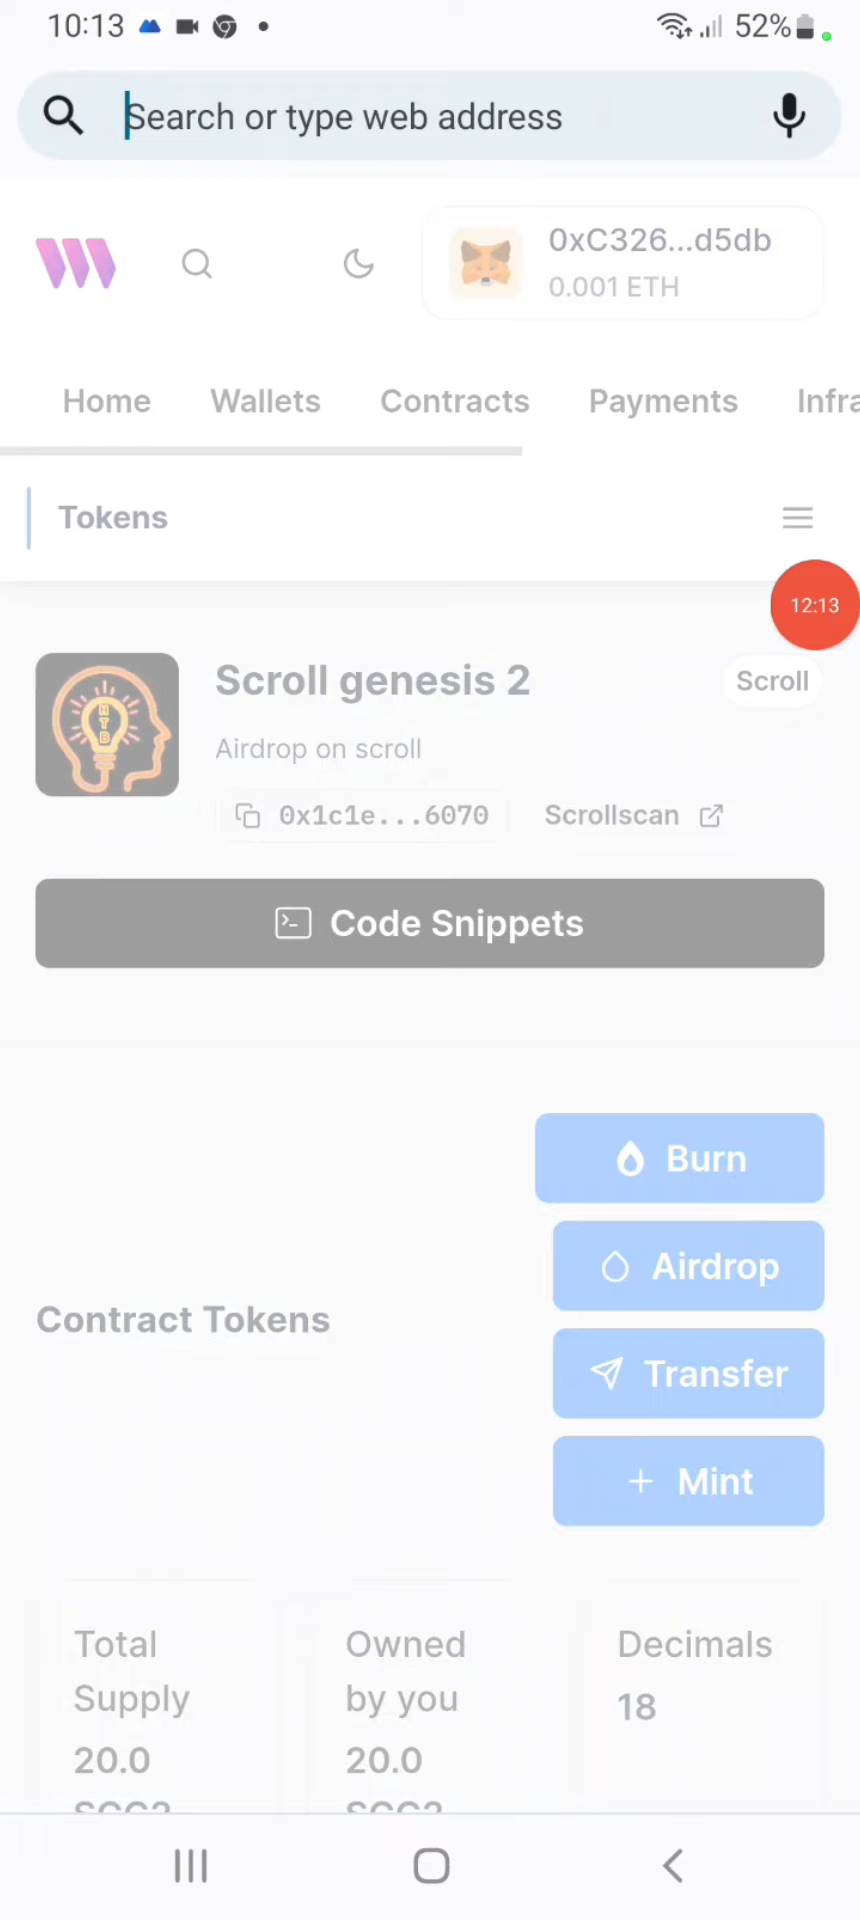 10:13
52%
Search or type web address
0xC326...d5db
0.001 ETH
Home Wallets Contracts Payments Infra
Tokens
12:13
Scroll genesis 2
Scroll
Airdrop on scroll
0x1c1e...6070 Scrollscan
Code Snippets
Burn
Airdrop
Contract Tokens
Transfer
Mint
Total Supply
20.0
Owned by you
20.0
Decimals
18